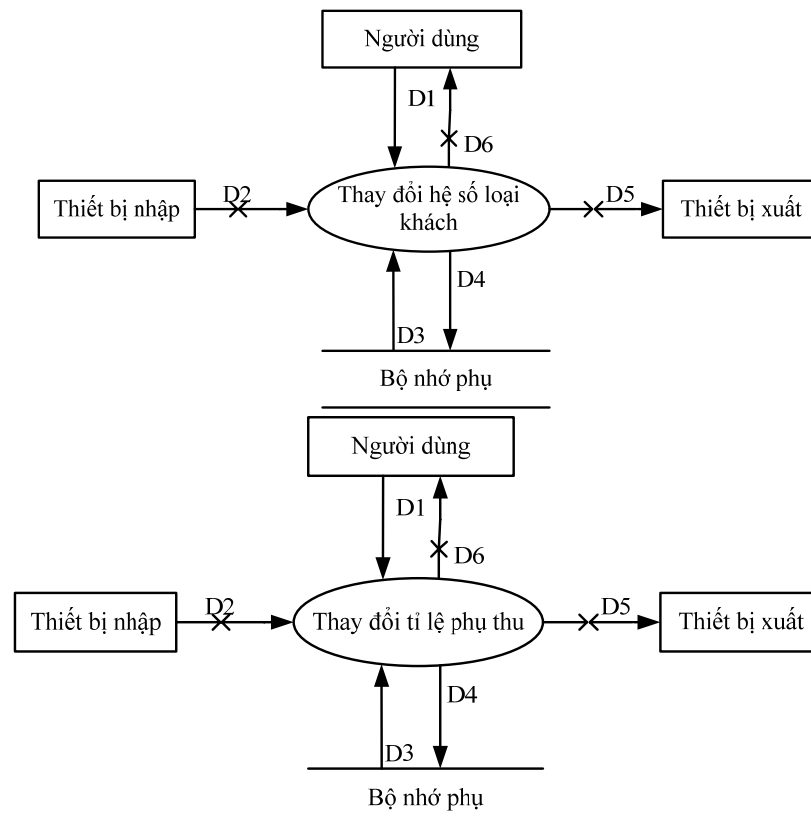 Người dùng
D1
D6
Thiết bị nhập
D2
Thay đổi hệ số loại
khách
D5
Thiết bị xuất
D4
D3
Bộ nhớ phụ
Người dùng
D1
D6
Thiết bị nhập
D2
Thay đổi tỉ lệ phụ thu
D5
Thiết bị xuất
D4
D3
Bộ nhớ phụ